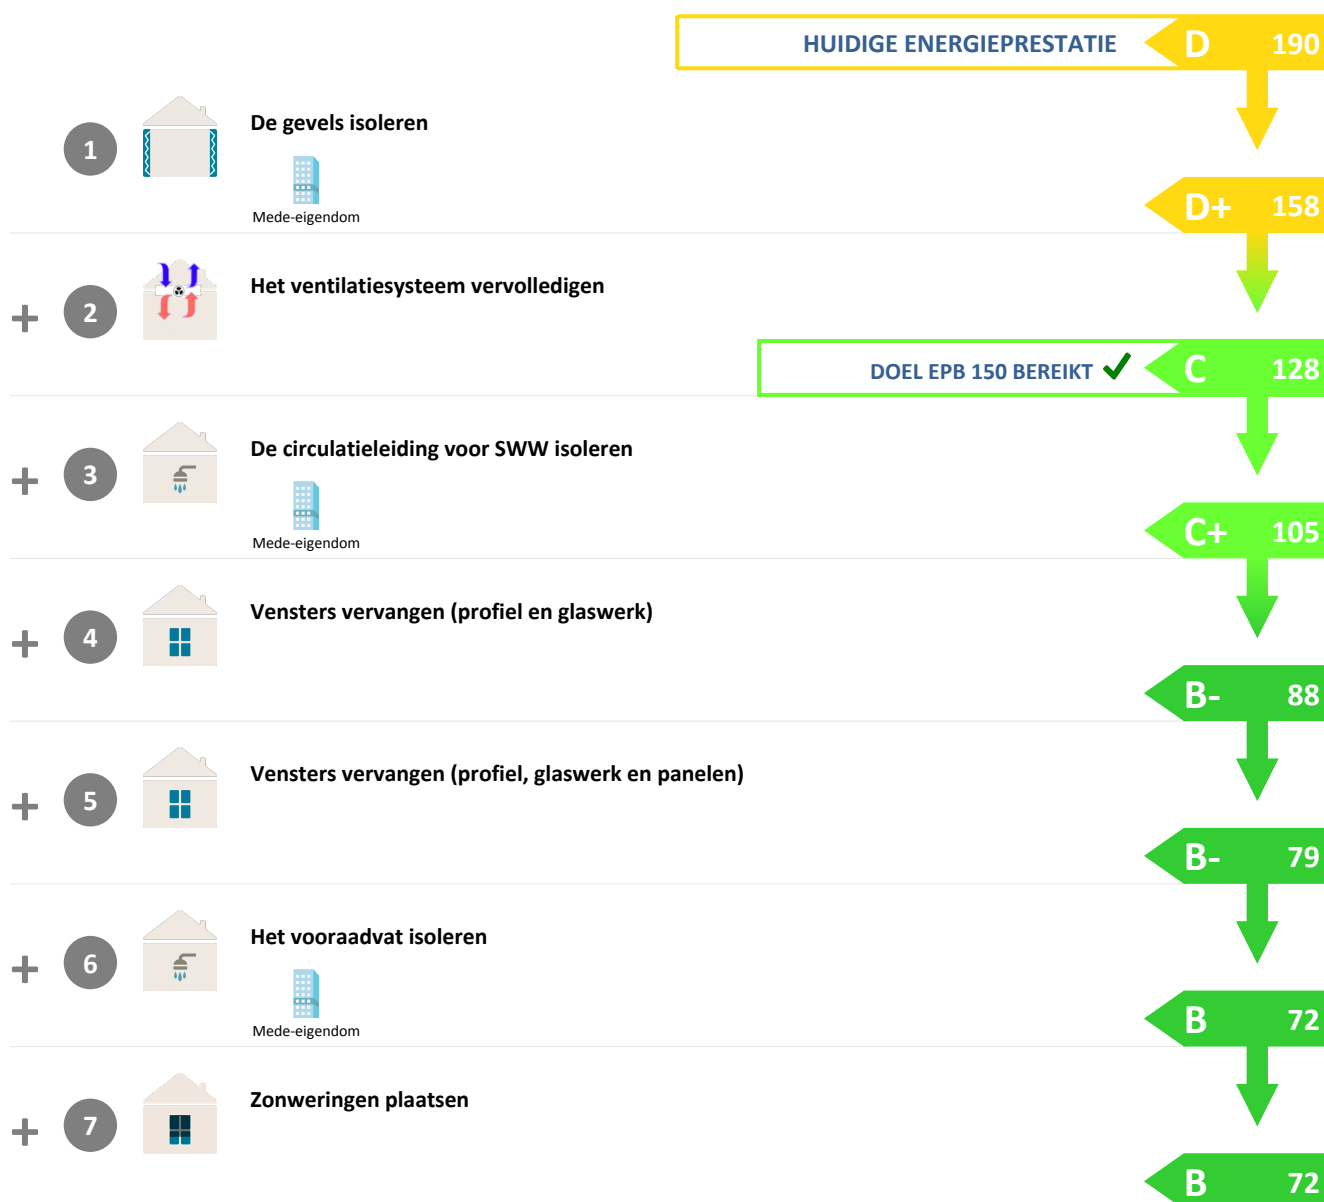 HUIDIGE ENERGIEPRESTATIE D 190
1 De gevels isoleren
Mede-eigendom
D+ 158
+ 2 Het ventilatiesysteem vervolledigen
DOEL EPB 150 BEREIKT ✓ C 128
+ 3 De circulatieleiding voor SWW isoleren
Mede-eigendom
C+ 105
+ 4 Vensters vervangen (profiel en glaswerk)
B- 88
+ 5 Vensters vervangen (profiel, glaswerk en panelen)
B- 79
+ 6 Het vooraadvat isoleren
Mede-eigendom
B 72
+ 7 Zonweringen plaatsen
B 72